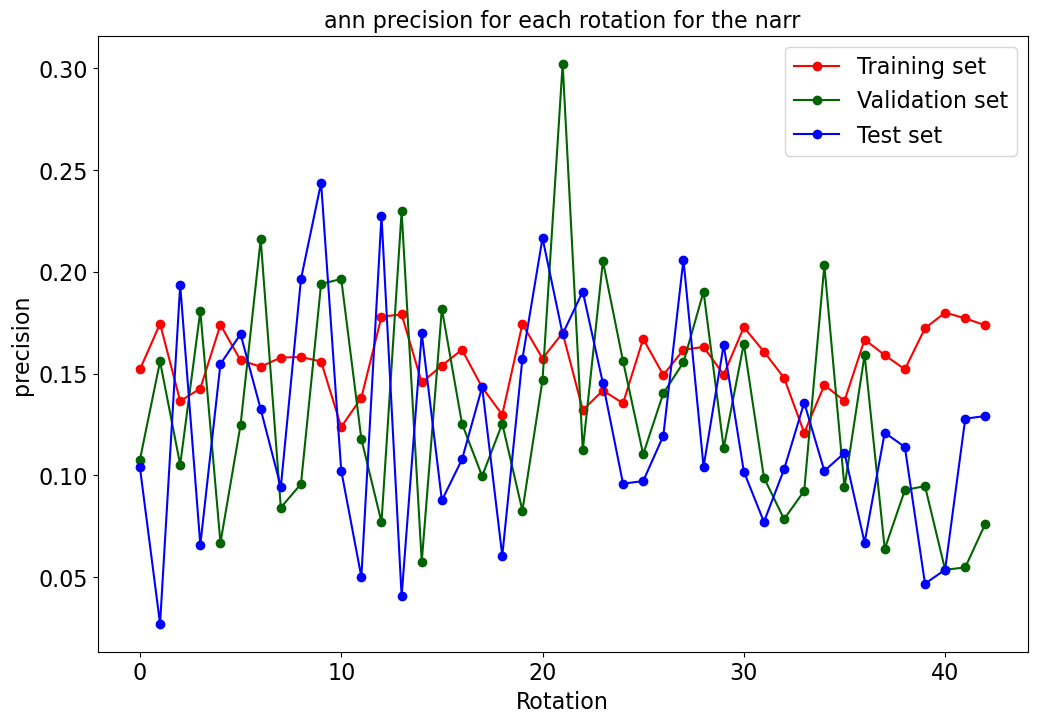 ann precision for each rotation for the narr
Training set
Validation set
Test set
0.30
0.25
0.20
0.15
0.10
0.05
precision
0
10
20
30
40
Rotation